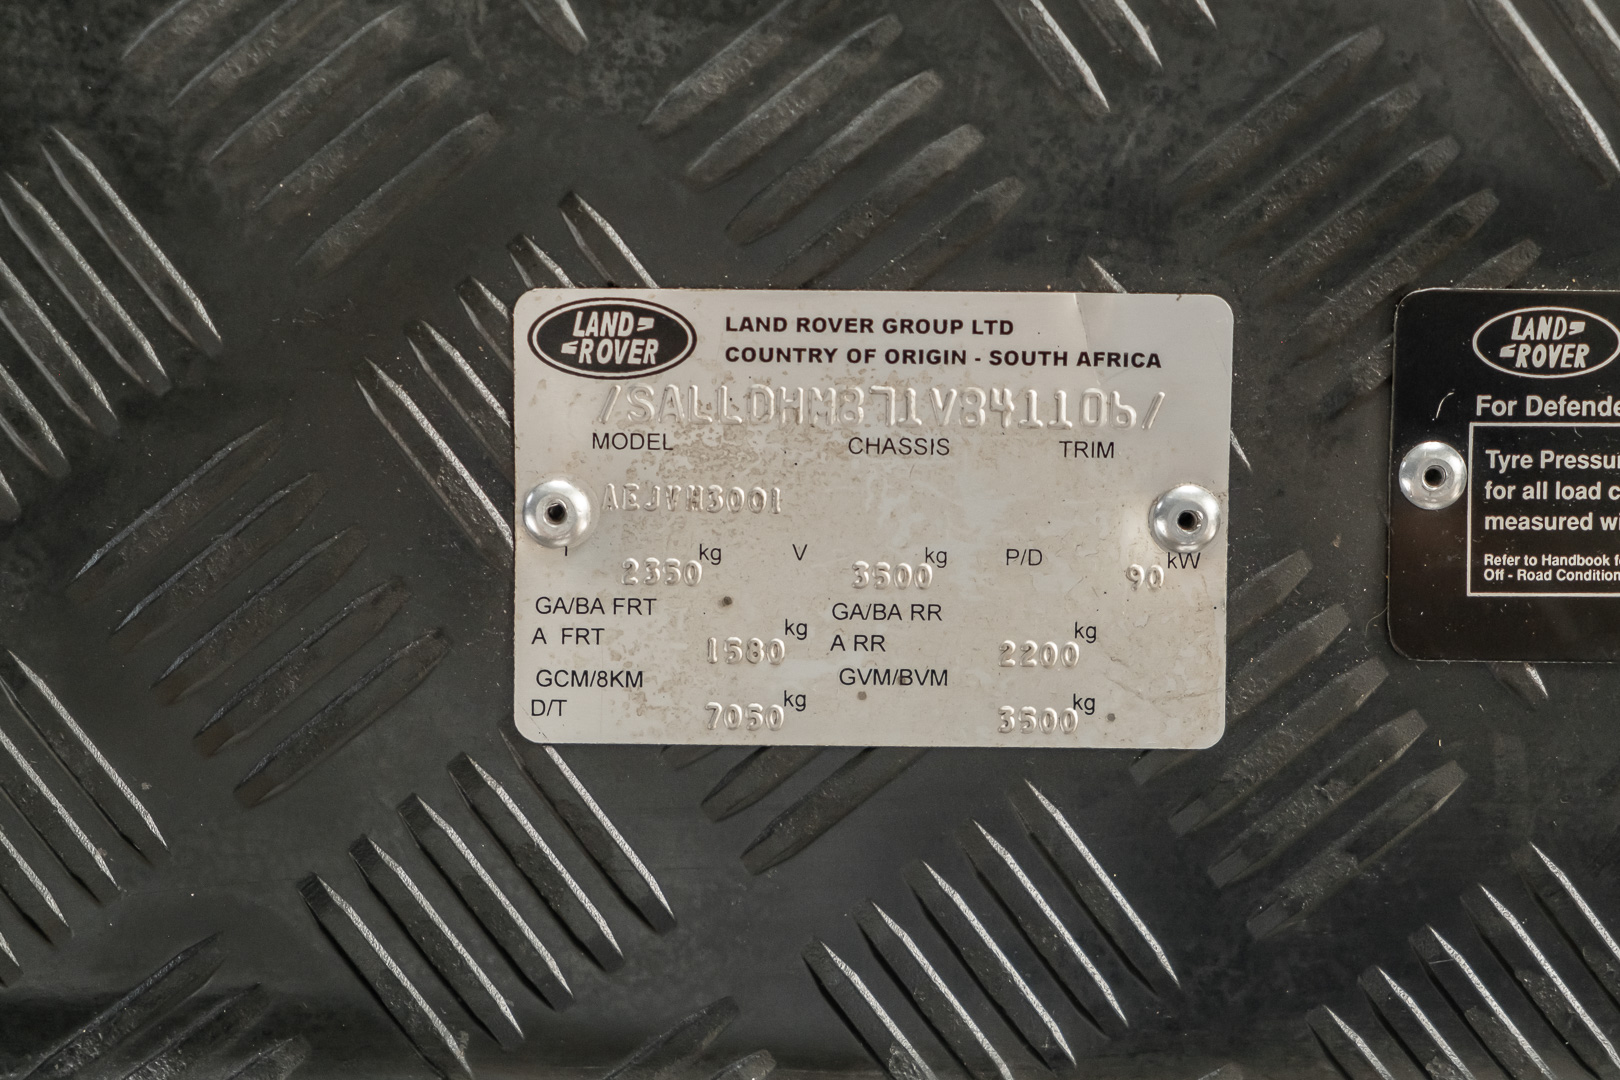 LAND
ROVER
LAND ROVER GROUP LTD
COUNTRY OF ORIGIN - SOUTH AFRICA
/SALLDHM871V841106/
MODEL CHASSIS TRIM
AEJVH3001
T 2350 kg V 3500 kg P/D 90 kW
GA/BA FRT GA/BA RR
A FRT 1580 kg A RR 2200 kg
GCM/8KM GVM/BVM
D/T 7050 kg 3500 kg
LAND
ROVER
For Defende
Tyre Pressu
for all load c
measured wi
Refer to Handbook f
Off - Road Condition